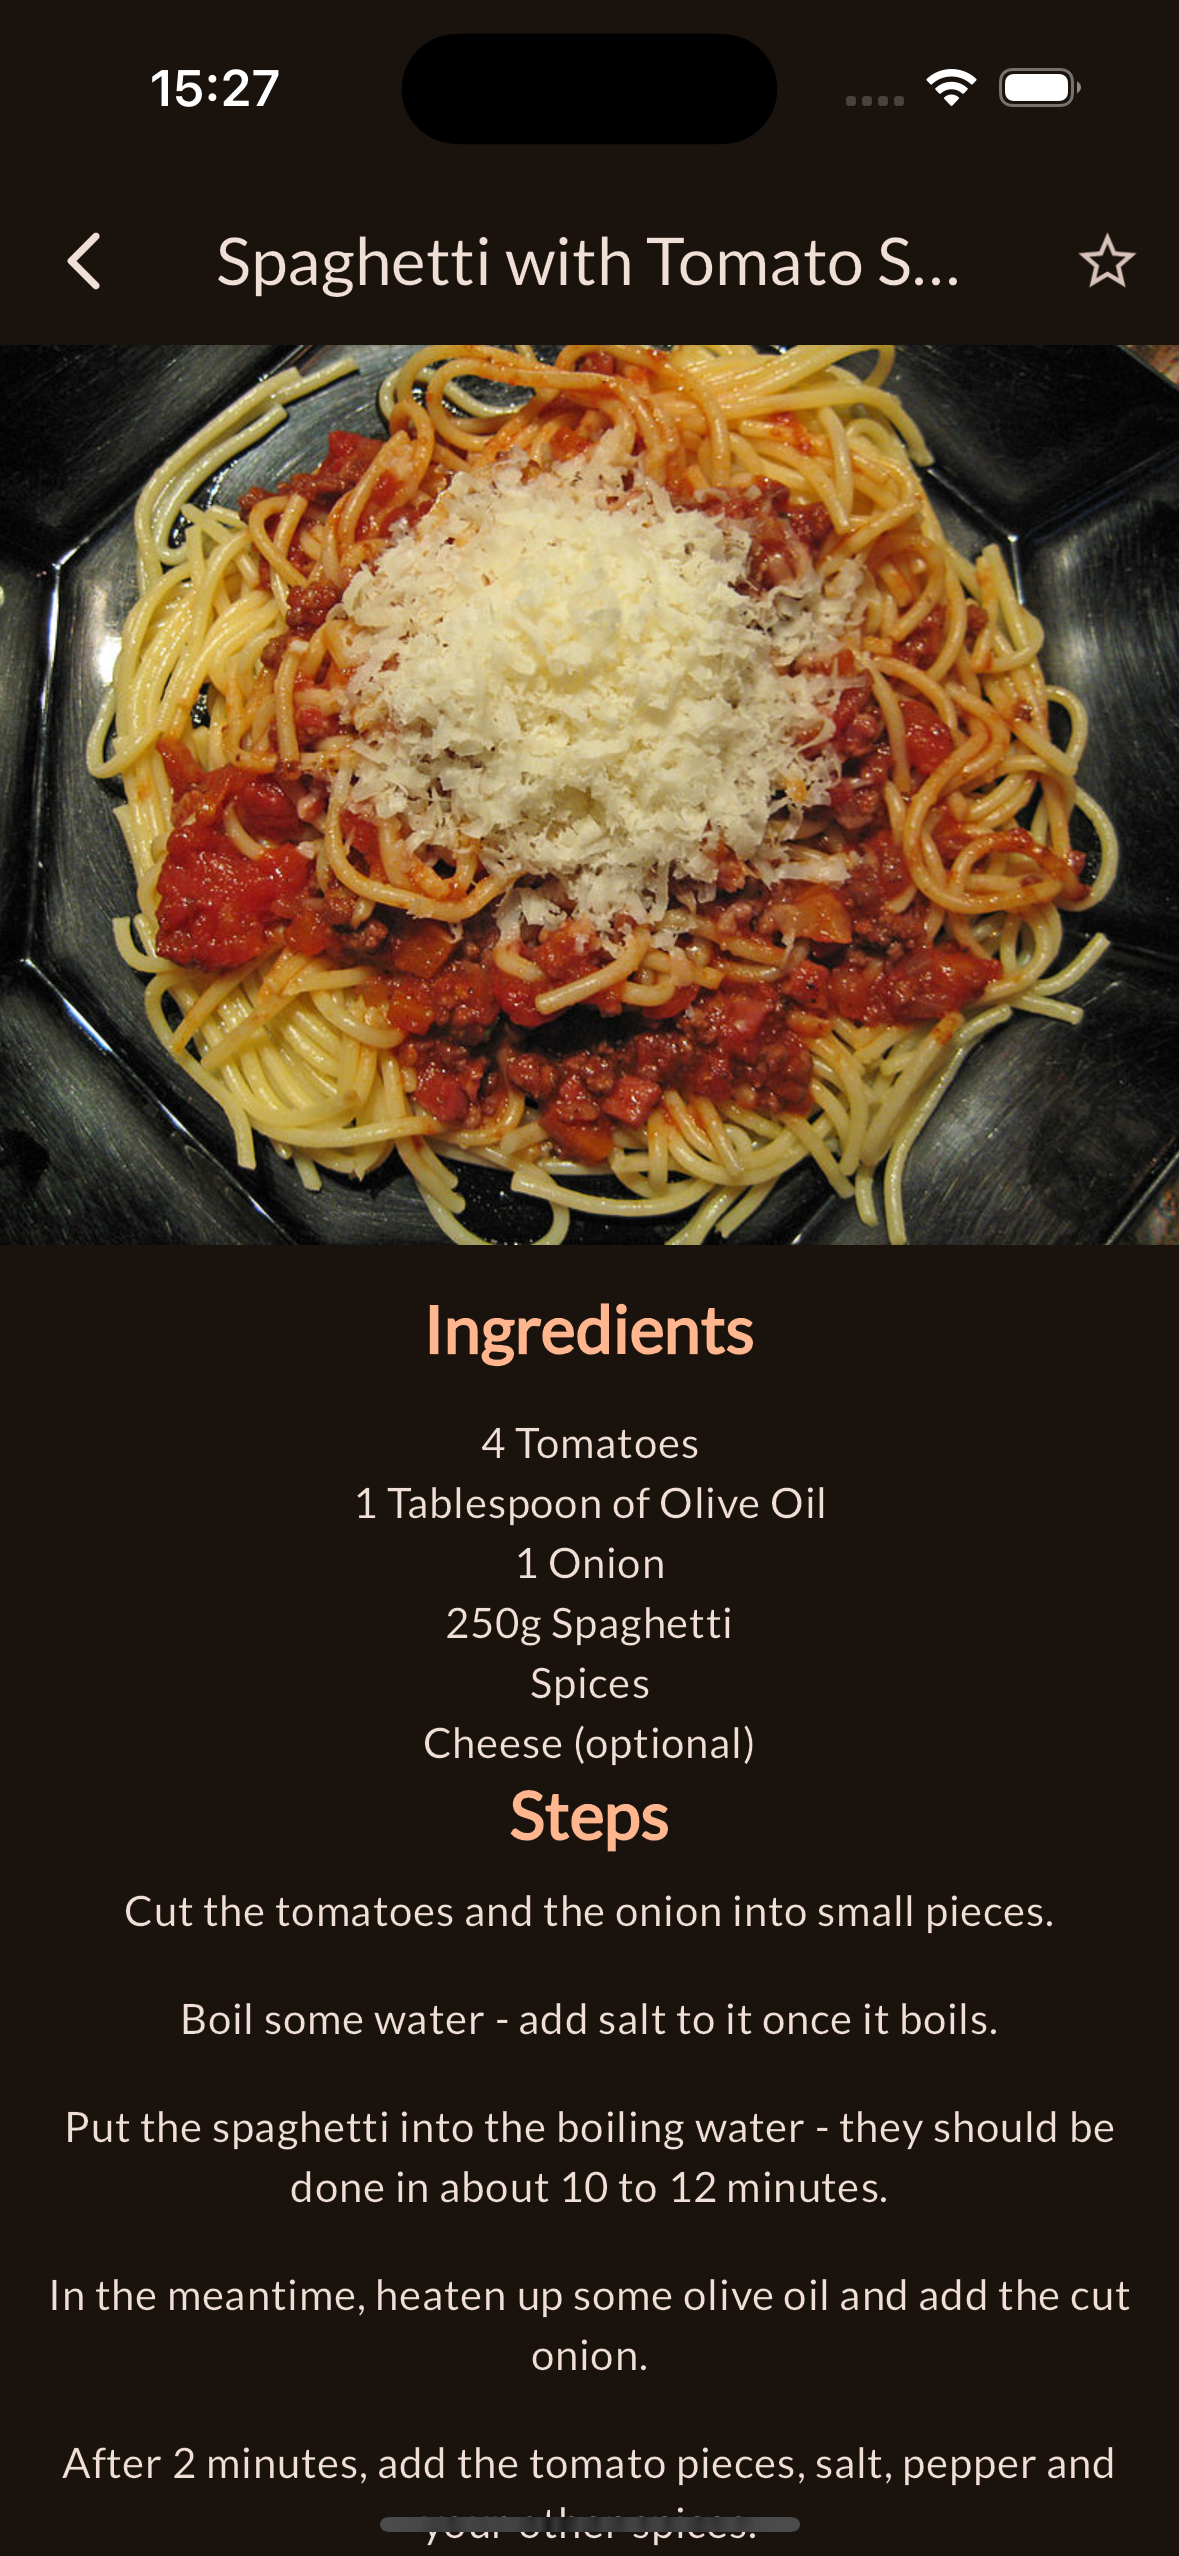 15:27
Spaghetti with Tomato S...
Ingredients
4 Tomatoes
1 Tablespoon of Olive Oil
1 Onion
250g Spaghetti
Spices
Cheese (optional)
Steps
Cut the tomatoes and the onion into small pieces.
Boil some water - add salt to it once it boils.
Put the spaghetti into the boiling water - they should be
done in about 10 to 12 minutes.
In the meantime, heaten up some olive oil and add the cut
onion.
After 2 minutes, add the tomato pieces, salt, pepper and
your other spices.